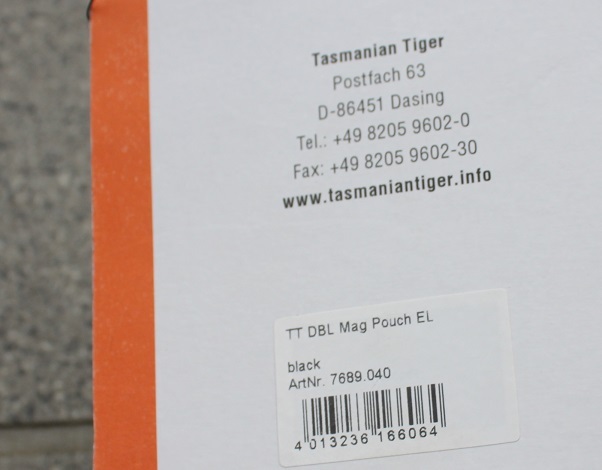 Tasmanian Tiger
Postfach 63
D-86451 Dasing
Tel.: +49 8205 9602-0
Fax: +49 8205 9602-30
www.tasmaniantiger.info
TT DBL Mag Pouch EL
black
ArtNr. 7689.040
4 013236 166064